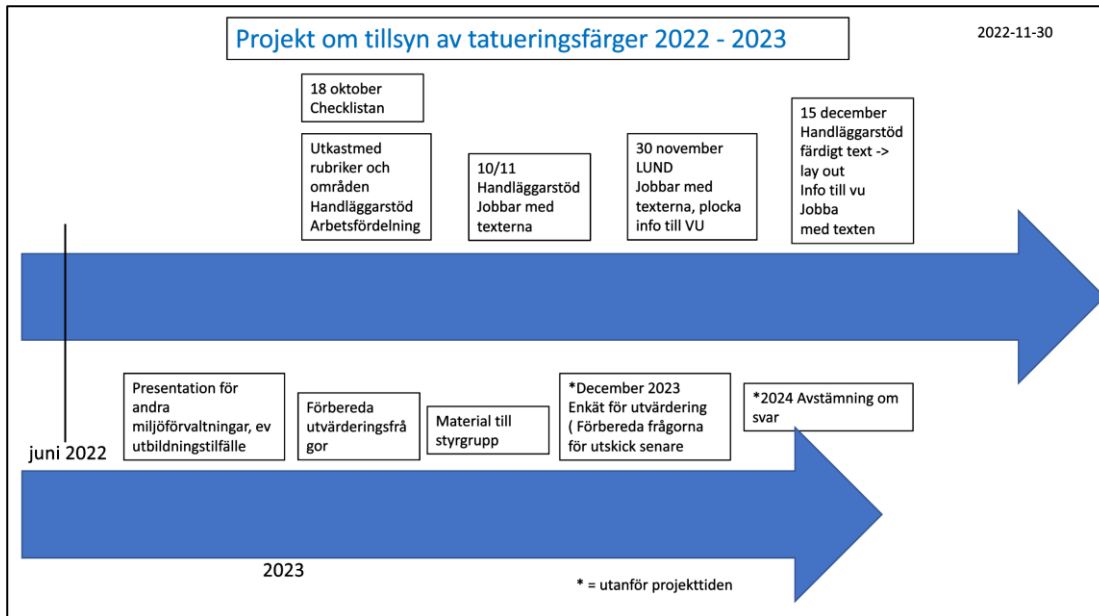 Projekt om tillsyn av tatueringsfärger 2022 - 2023
2022-11-30
18 oktober
Checklistan
Utkastmed
rubriker och
områden
Handläggarstöd
Arbetsfördelning
10/11
Handläggarstöd
Jobbar med
texterna
30 november
LUND
Jobbar med
texterna, plocka
info till VU
15 december
Handläggarstöd
färdigt text ->
lay out
Info till vu
Jobba
med texten
juni 2022
Presentation för
andra
miljöförvaltningar, ev
utbildningstilfälle
Förbereda
utvärderingsfrå
gor
Material till
styrgrupp
*December 2023
Enkät för utvärdering
( Förbereda frågorna
för utskick senare
*2024 Avstämning om
svar
2023
* = utanför projekttiden